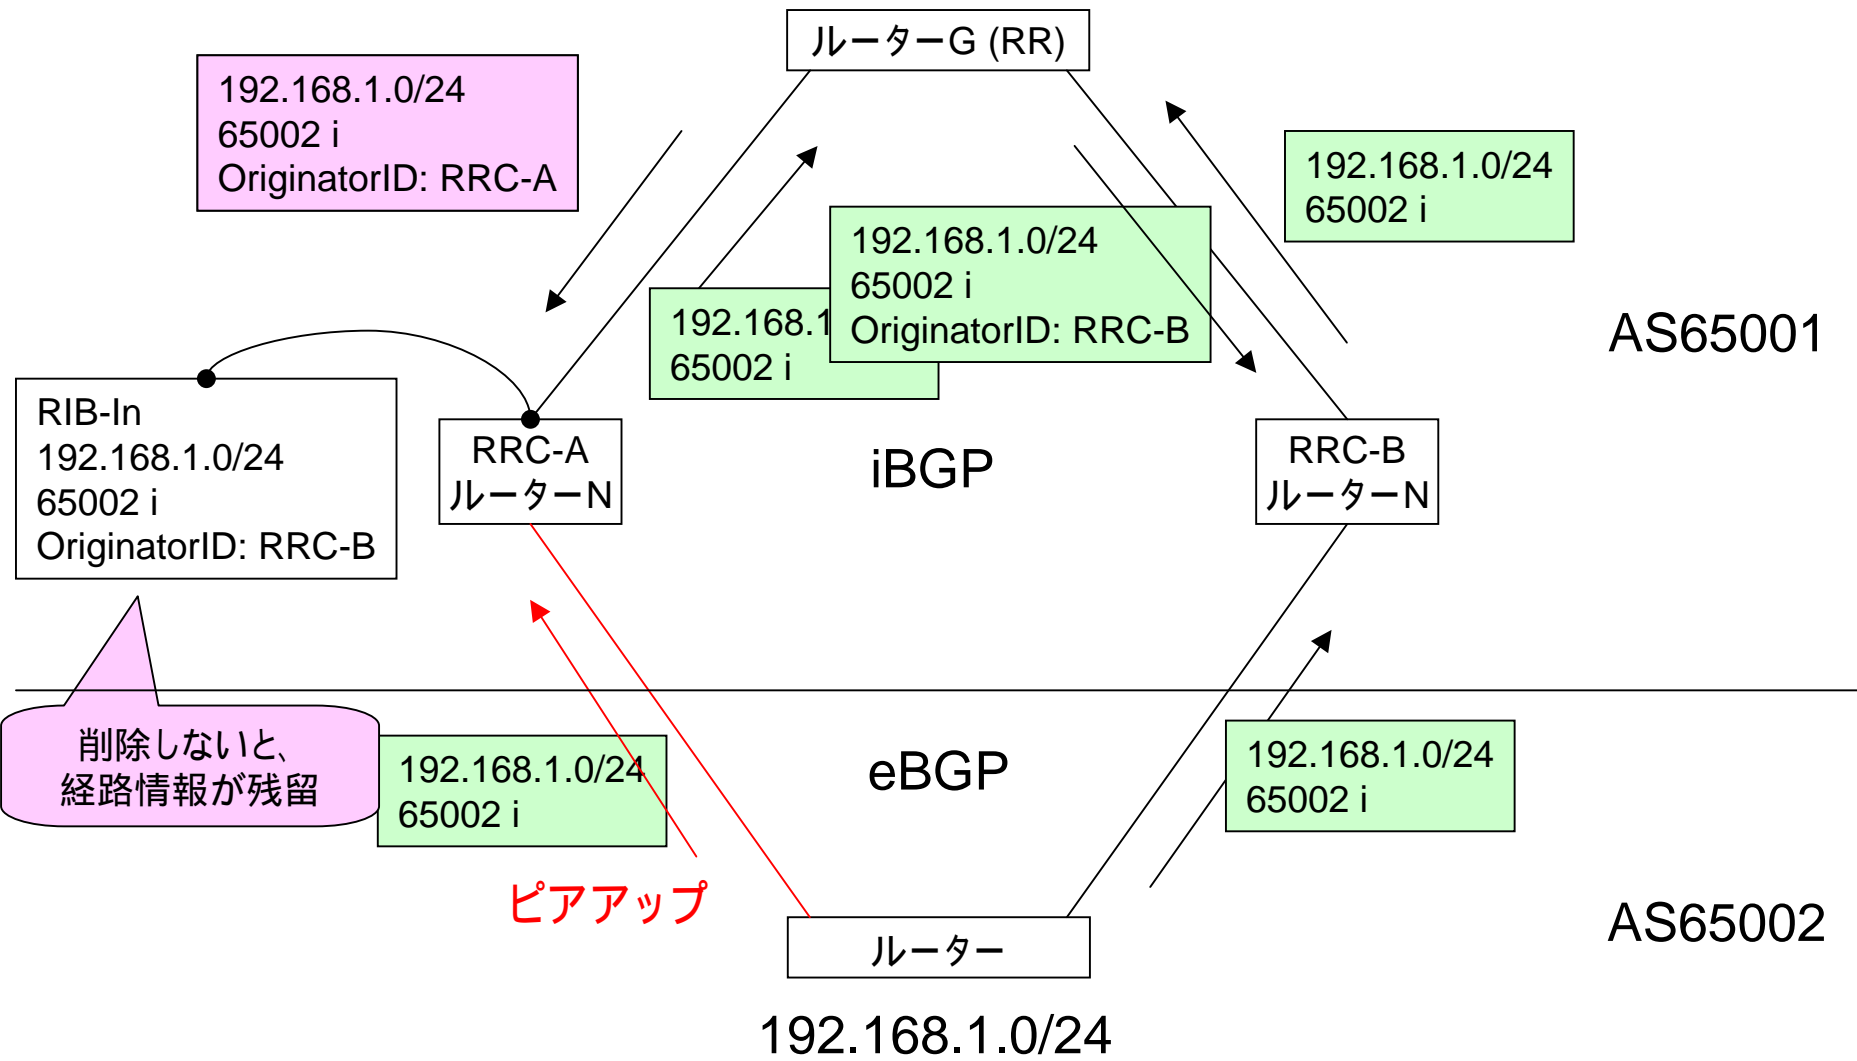 ルーターG (RR)
192.168.1.0/24
65002 i
OriginatorID: RRC-A
192.168.1.0/24
65002 i
192.168.1.0/24
65002 i
OriginatorID: RRC-B
192.168.1
65002 i
AS65001
RIB-In
192.168.1.0/24
65002 i
OriginatorID: RRC-B
RRC-A
ルーターN
iBGP
RRC-B
ルーターN
削除しないと、
経路情報が残留
192.168.1.0/24
65002 i
eBGP
192.168.1.0/24
65002 i
ピアアップ
ルーター
AS65002
192.168.1.0/24